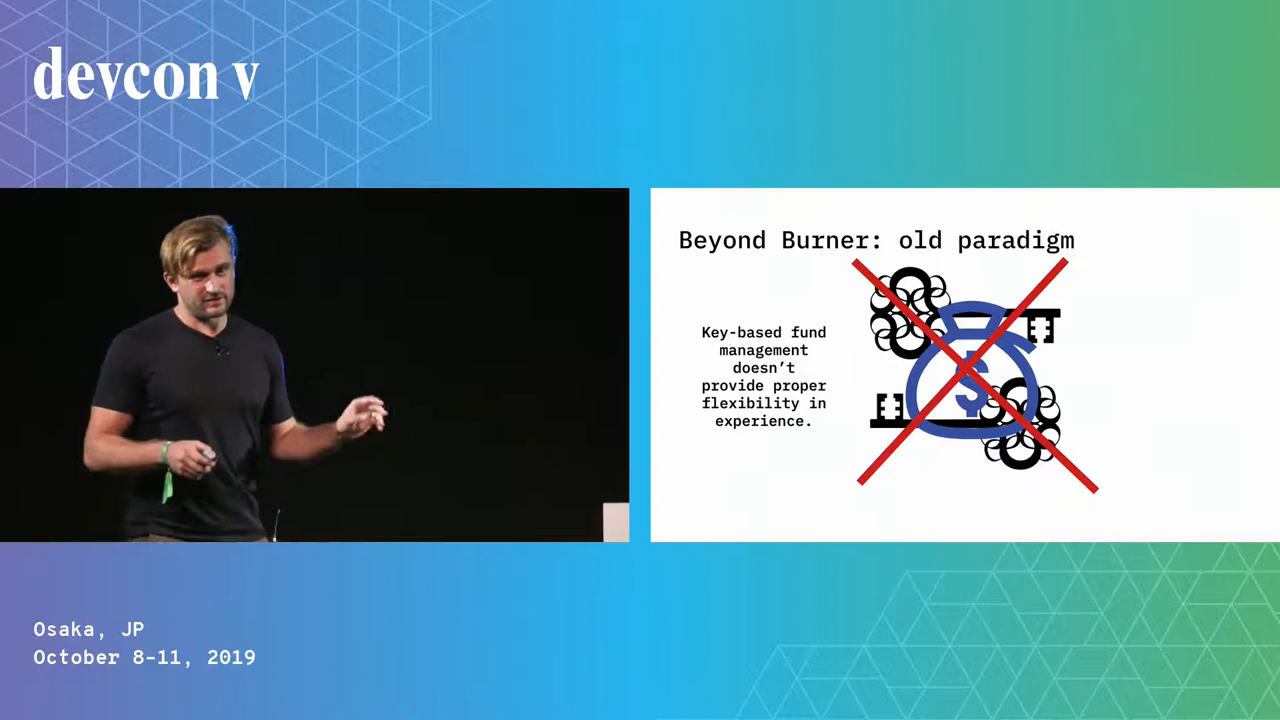 devcon v
Beyond Burner: old paradigm
Key-based fund
management
doesn't
provide proper
flexibility in
experience.
$
Osaka, JP
October 8-11, 2019